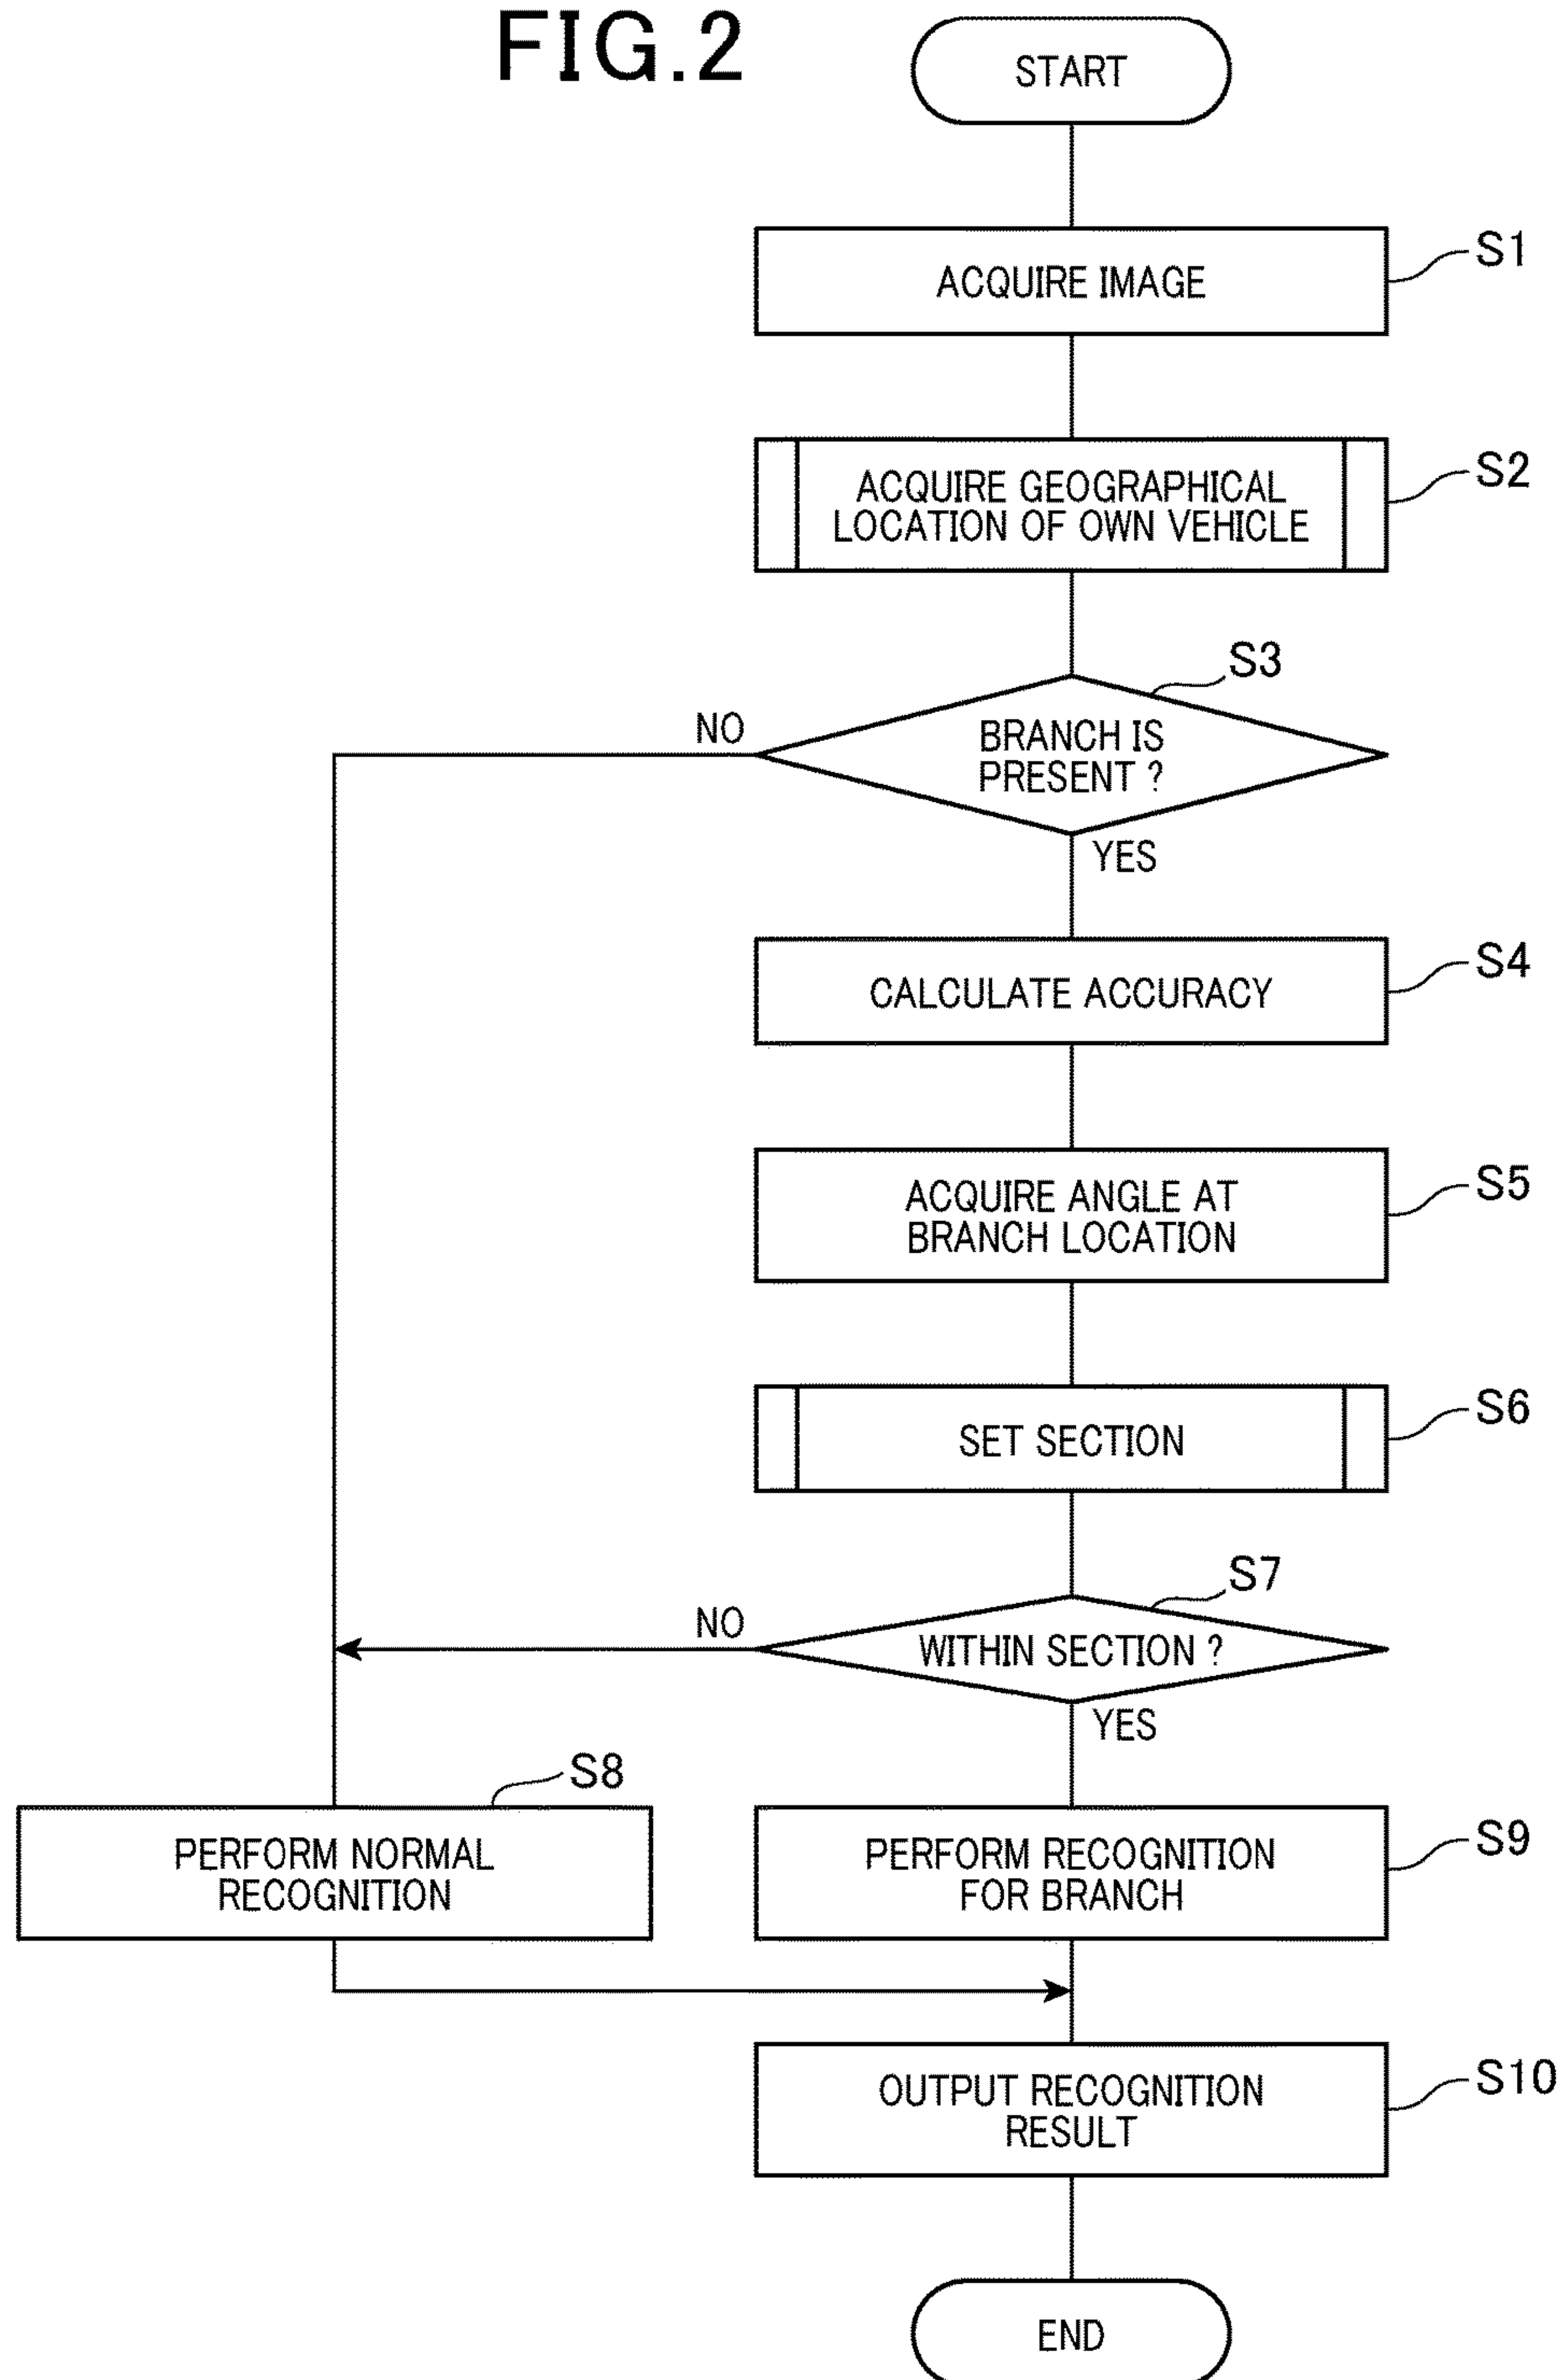 FIG.2
START
ACQUIRE IMAGE
S1
ACQUIRE GEOGRAPHICAL
LOCATION OF OWN VEHICLE
S2
S3
NO
BRANCH IS
PRESENT ?
YES
CALCULATE ACCURACY
S4
ACQUIRE ANGLE AT
BRANCH LOCATION
S5
SET SECTION
S6
S7
NO
WITHIN SECTION ?
YES
S8
PERFORM NORMAL
RECOGNITION
PERFORM RECOGNITION
FOR BRANCH
S9
OUTPUT RECOGNITION
RESULT
S10
END